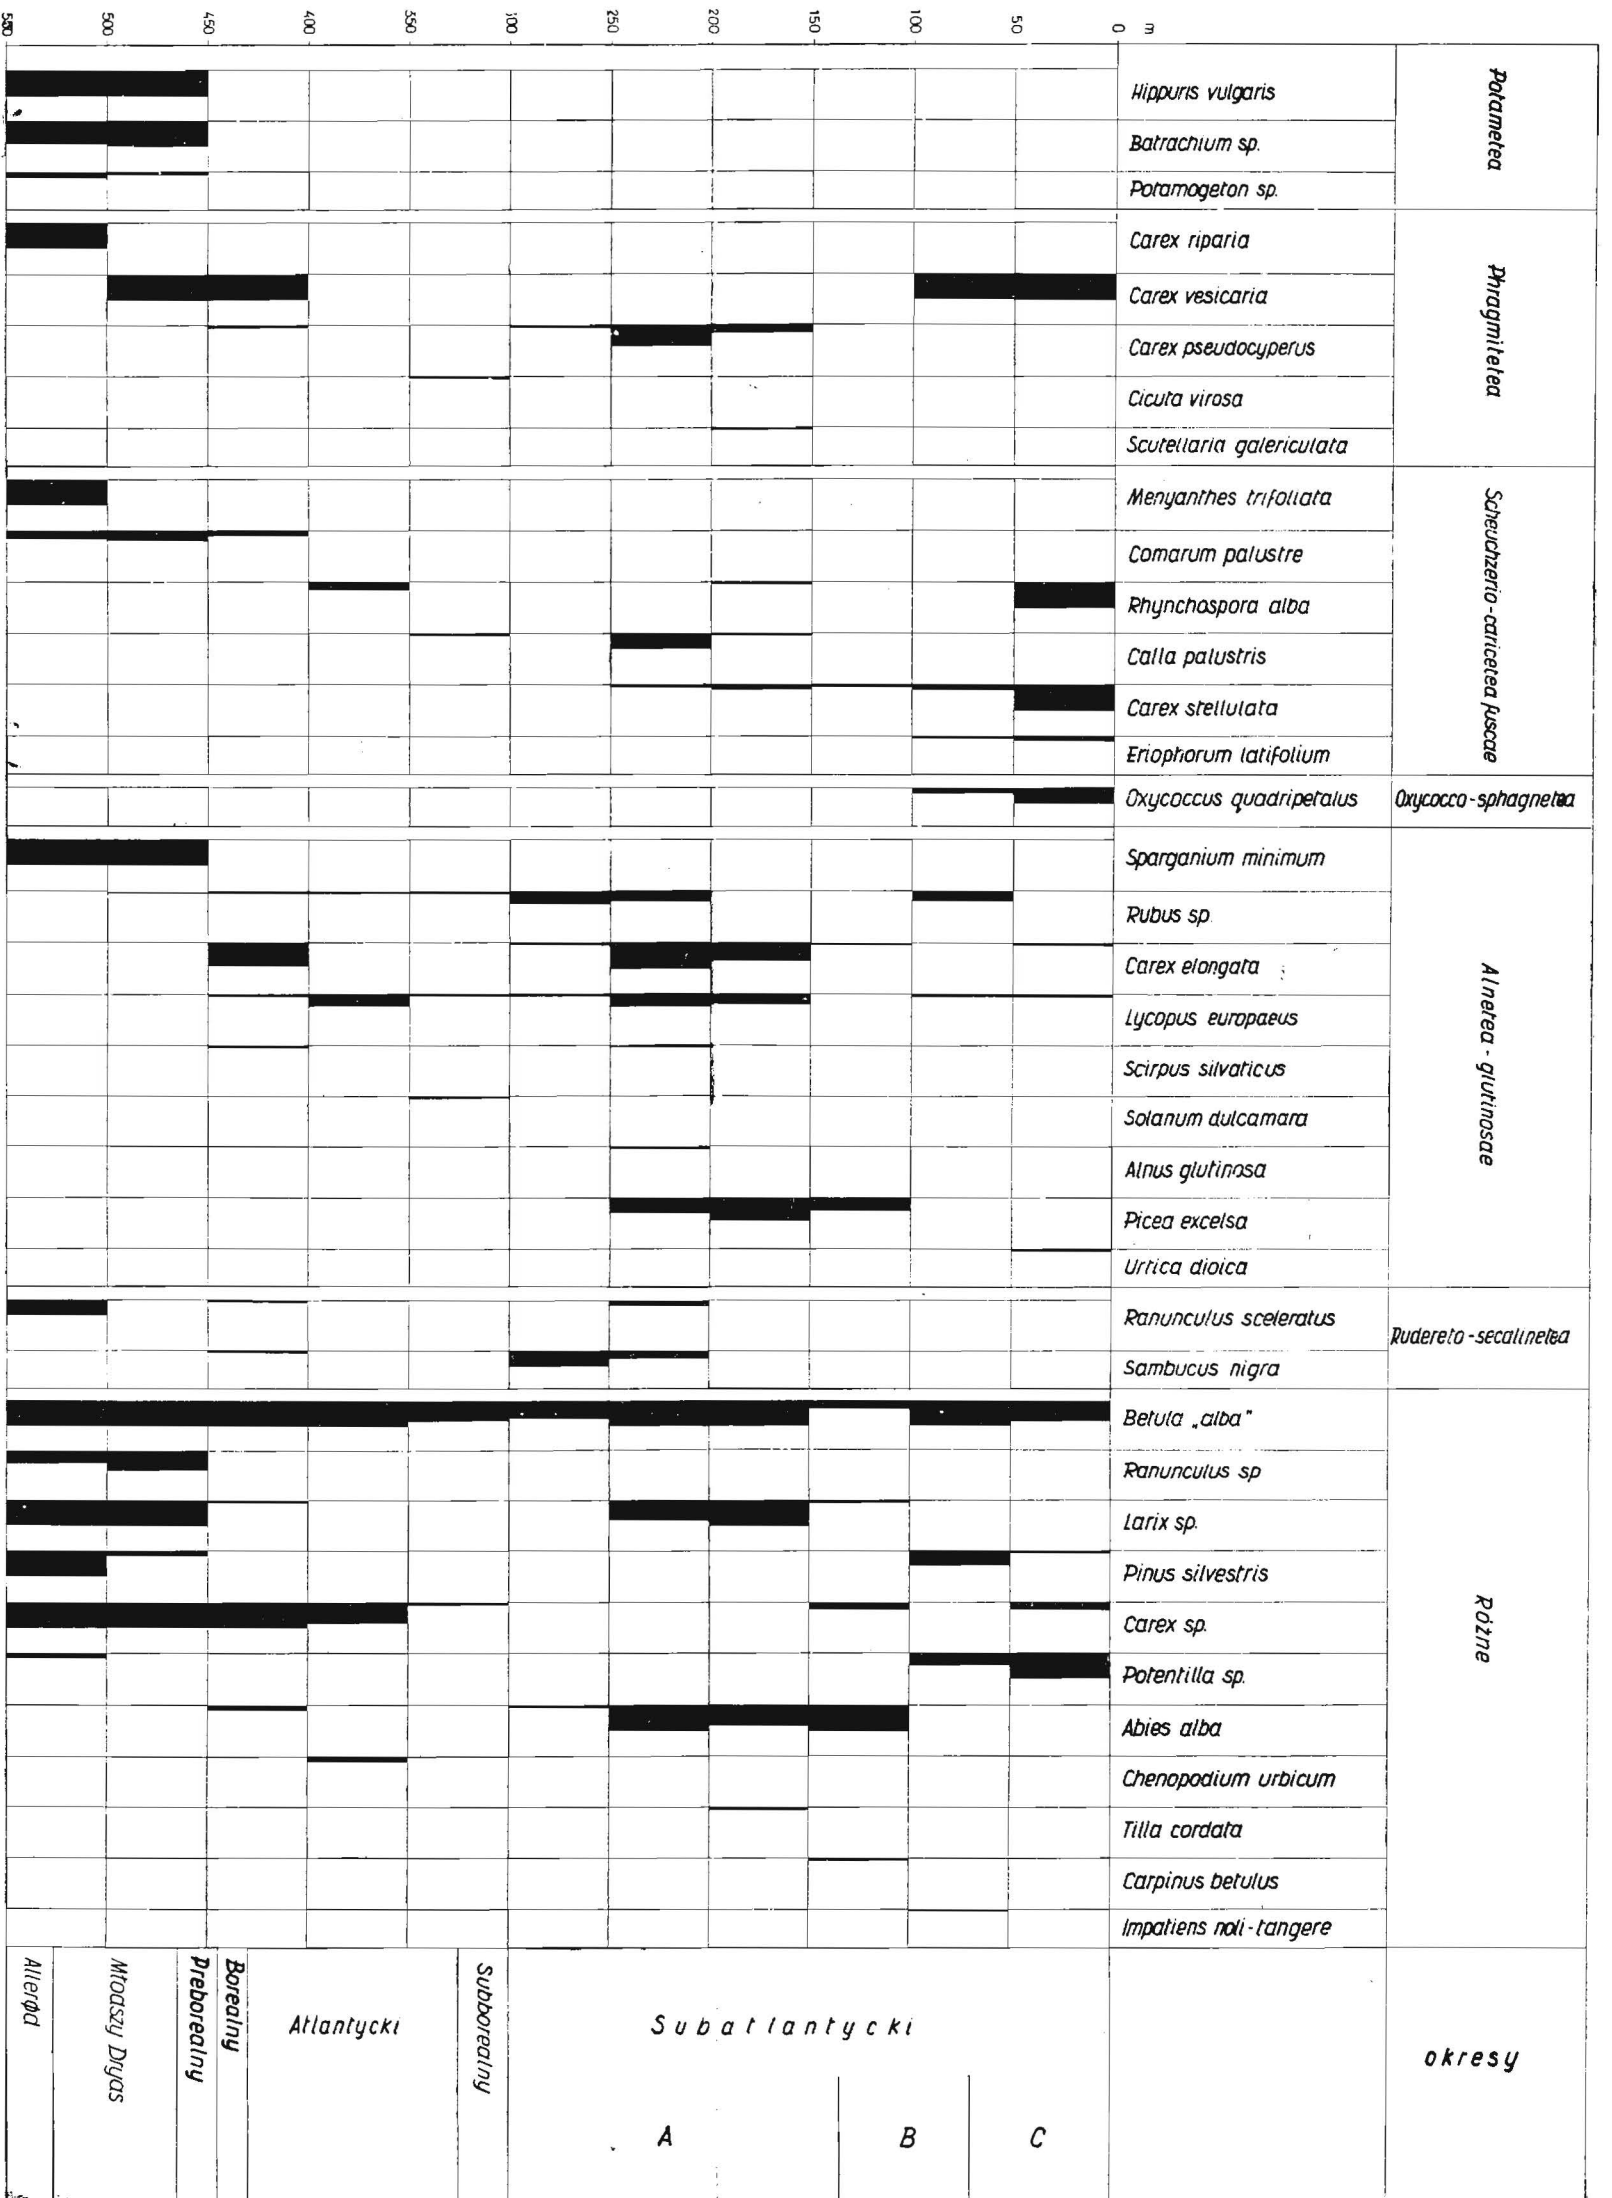 550 500 450 400 350 300 250 200 150 100 50 0 m
Hippuris vulgaris
Batrachium sp.
Potamogeton sp.
Potametea
Carex riparia
Carex vesicaria
Carex pseudocyperus
Cicuta virosa
Scutellaria galericulata
Phragmitetea
Menyanthes trifoliata
Comarum palustre
Rhynchospora alba
Calla palustris
Carex stellulata
Eriophorum latifolium
Scheuchzerio-caricetea fuscae
Oxycoccus quadripetalus
Oxycocco-sphagnetea
Sparganium minimum
Rubus sp.
Carex elongata
Lycopus europaeus
Scirpus silvaticus
Solanum dulcamara
Alnus glutinosa
Picea excelsa
Urtica dioica
Alnetea-glutinosae
Ranunculus sceleratus
Sambucus nigra
Rudereto-secalinetea
Betula „alba”
Ranunculus sp
Larix sp.
Pinus silvestris
Carex sp.
Potentilla sp.
Abies alba
Chenopodium urbicum
Tilla cordata
Carpinus betulus
Impatiens noli-tangere
Różne
Allerød
Młodszy Dryas
Preborealny
Borealny
Atlantycki
Subborealny
Subatlantycki
A
B
C
okresy